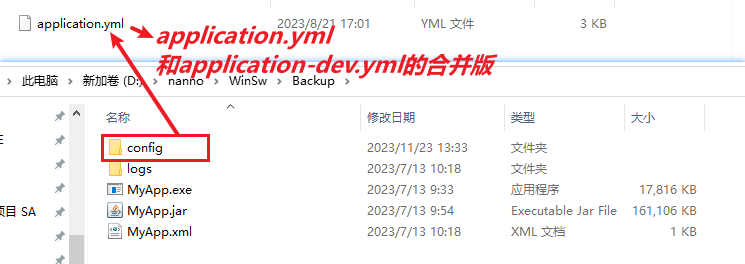 application.yml 2023/8/21 17:01 YML 文件 3 KB
application.yml
和application-dev.yml的合并版
此电脑 › 新加卷 (D:) › nanno › WinSw › Backup ›
名称 修改日期 类型 大小
config 2023/11/23 13:33 文件夹
logs 2023/7/13 10:18 文件夹
MyApp.exe 2023/7/13 9:33 应用程序 17,816 KB
MyApp.jar 2023/7/13 9:54 Executable Jar File 161,106 KB
项目 SA
MyApp.xml 2023/7/13 10:18 XML 文档 1 KB